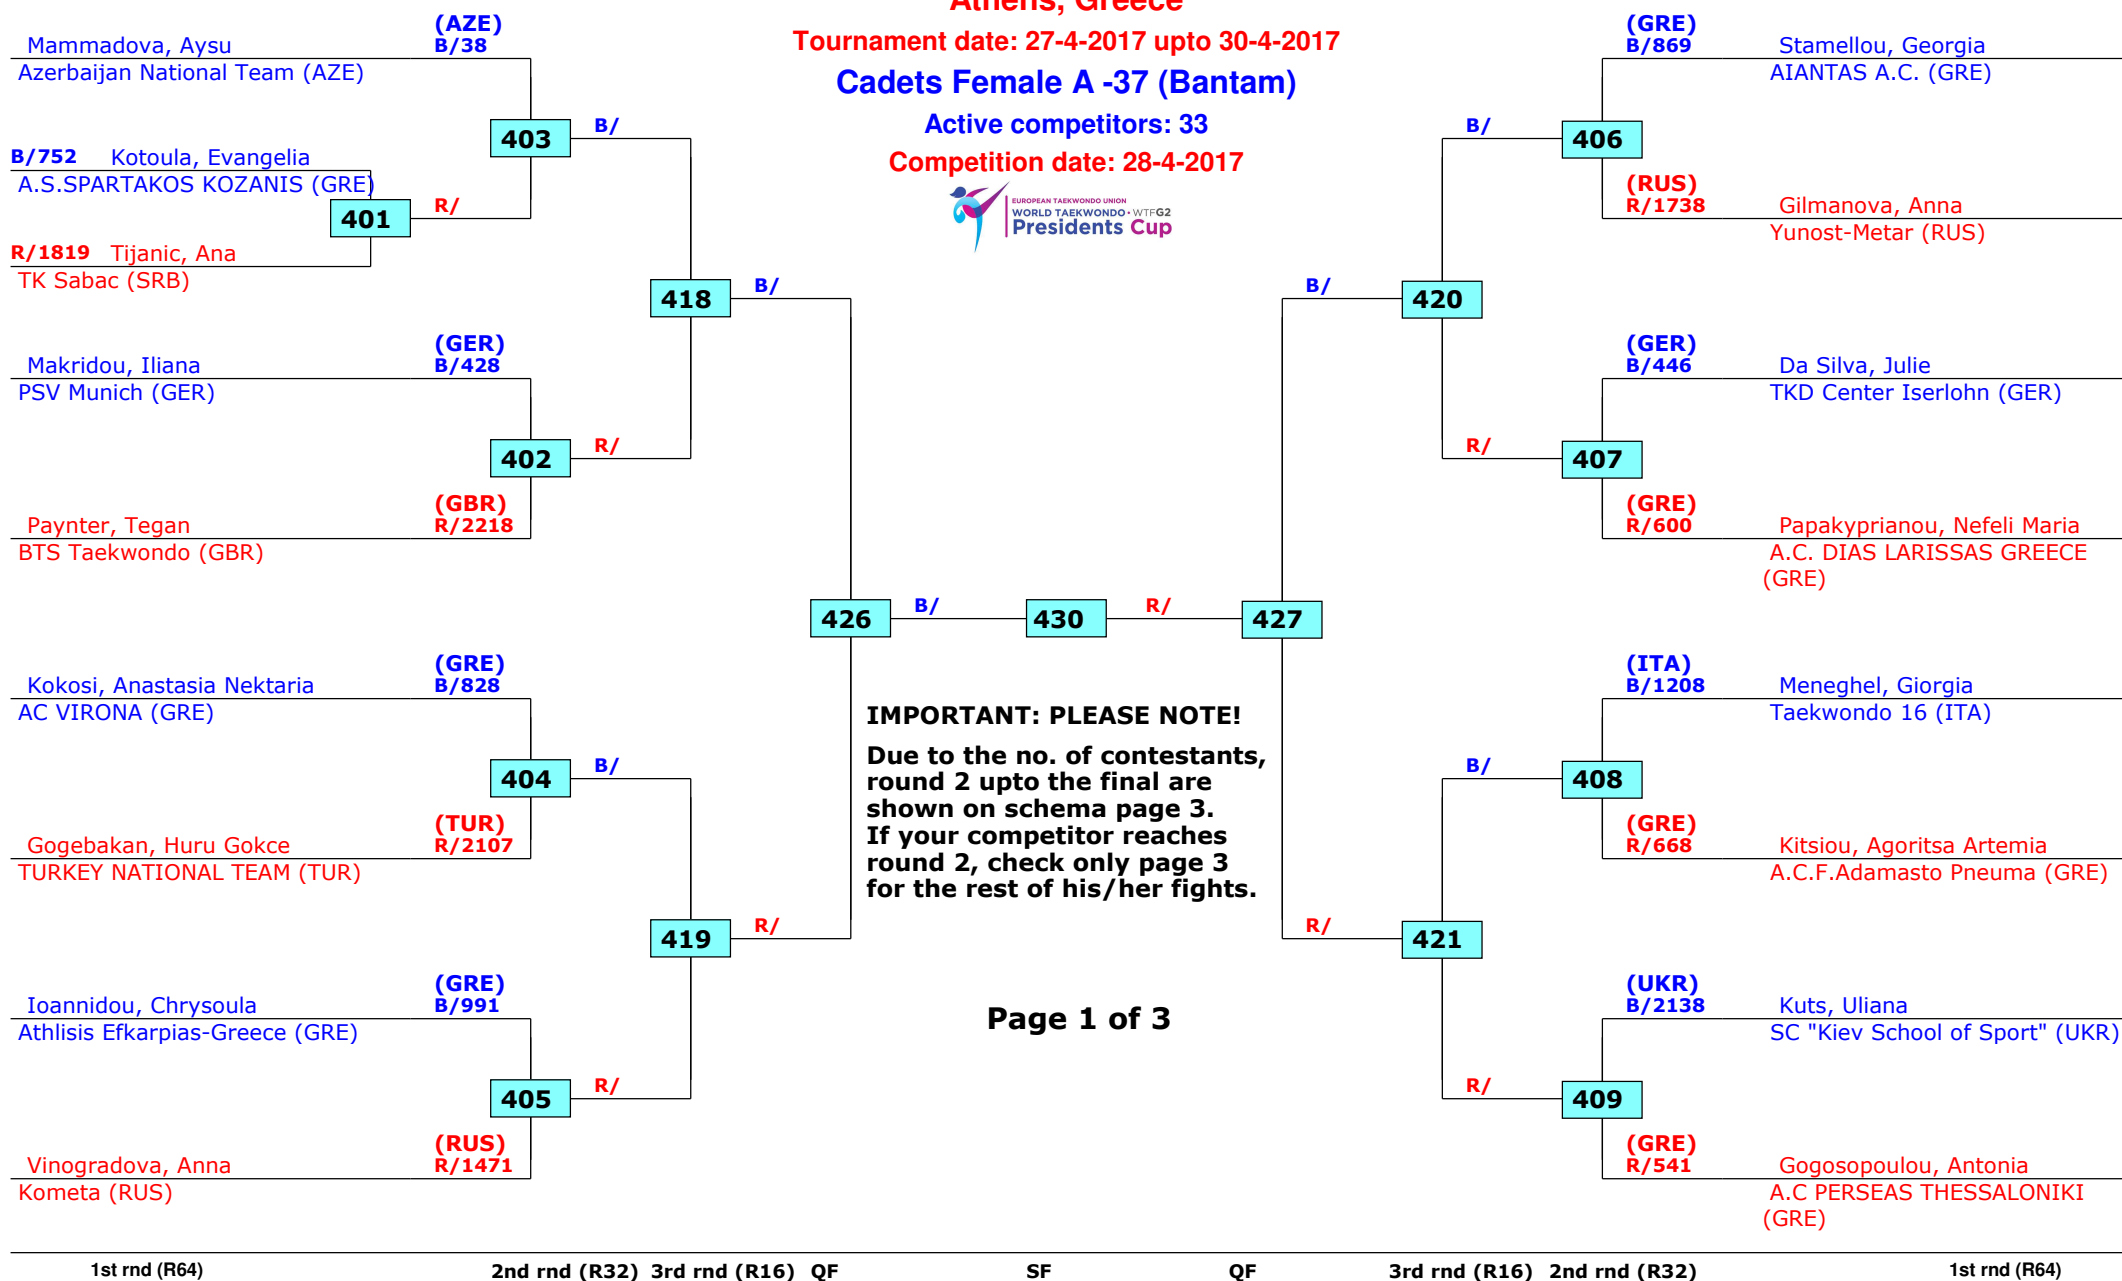 Athens, Greece
Tournament date: 27-4-2017 upto 30-4-2017
Cadets Female A -37 (Bantam)
Active competitors: 33
Competition date: 28-4-2017
EUROPEAN TAEKWONDO UNION
WORLD TAEKWONDO • WTFG2
Presidents Cup
(AZE)
Mammadova, Aysu B/38
Azerbaijan National Team (AZE)
403 B/
B/752 Kotoula, Evangelia
A.S.SPARTAKOS KOZANIS (GRE)
401 R/
R/1819 Tijanic, Ana
TK Sabac (SRB)
418 B/
(GER)
Makridou, Iliana B/428
PSV Munich (GER)
402 R/
(GBR)
Paynter, Tegan R/2218
BTS Taekwondo (GBR)
426 B/ 430 R/ 427
(GRE)
Kokosi, Anastasia Nektaria B/828
AC VIRONA (GRE)
404 B/
(TUR)
Gogebakan, Huru Gokce R/2107
TURKEY NATIONAL TEAM (TUR)
419 R/
(GRE)
Ioannidou, Chrysoula B/991
Athlisis Efkarpias-Greece (GRE)
405 R/
(RUS)
Vinogradova, Anna R/1471
Kometa (RUS)
IMPORTANT: PLEASE NOTE!
Due to the no. of contestants,
round 2 upto the final are
shown on schema page 3.
If your competitor reaches
round 2, check only page 3
for the rest of his/her fights.
Page 1 of 3
(GRE)
B/869 Stamellou, Georgia
AIANTAS A.C. (GRE)
B/ 406
(RUS)
R/1738 Gilmanova, Anna
Yunost-Metar (RUS)
B/ 420
(GER)
B/446 Da Silva, Julie
TKD Center Iserlohn (GER)
R/ 407
(GRE)
R/600 Papakyprianou, Nefeli Maria
A.C. DIAS LARISSAS GREECE
(GRE)
(ITA)
B/1208 Meneghel, Giorgia
Taekwondo 16 (ITA)
B/ 408
(GRE)
R/668 Kitsiou, Agoritsa Artemia
A.C.F.Adamasto Pneuma (GRE)
R/ 421
(UKR)
B/2138 Kuts, Uliana
SC "Kiev School of Sport" (UKR)
R/ 409
(GRE)
R/541 Gogosopoulou, Antonia
A.C PERSEAS THESSALONIKI
(GRE)
1st rnd (R64) 2nd rnd (R32) 3rd rnd (R16) QF SF QF 3rd rnd (R16) 2nd rnd (R32) 1st rnd (R64)